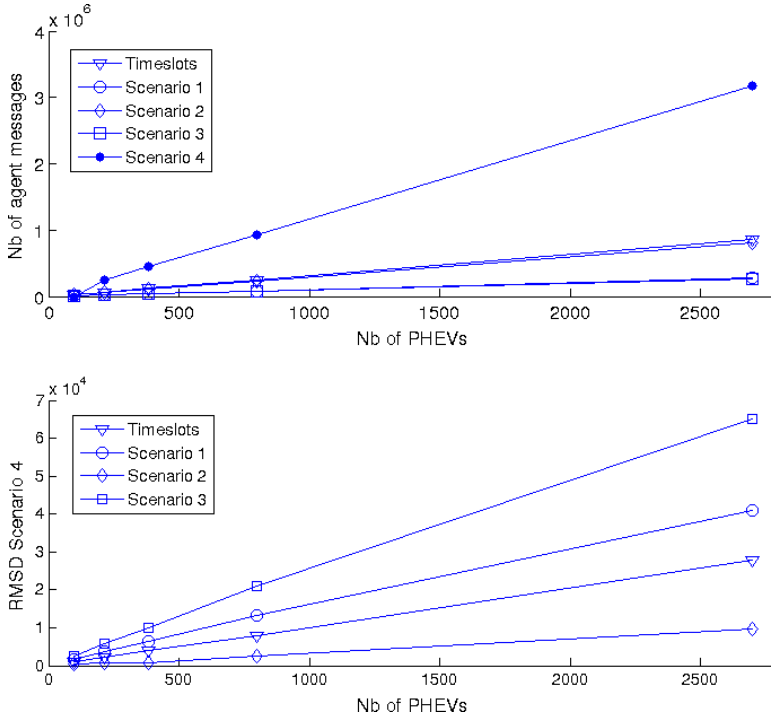 x 10^6
4
3
2
1
0
Nb of agent messages
Timeslots
Scenario 1
Scenario 2
Scenario 3
Scenario 4
0 500 1000 1500 2000 2500
Nb of PHEVs
x 10^4
7
6
5
4
3
2
1
0
RMSD Scenario 4
Timeslots
Scenario 1
Scenario 2
Scenario 3
0 500 1000 1500 2000 2500
Nb of PHEVs